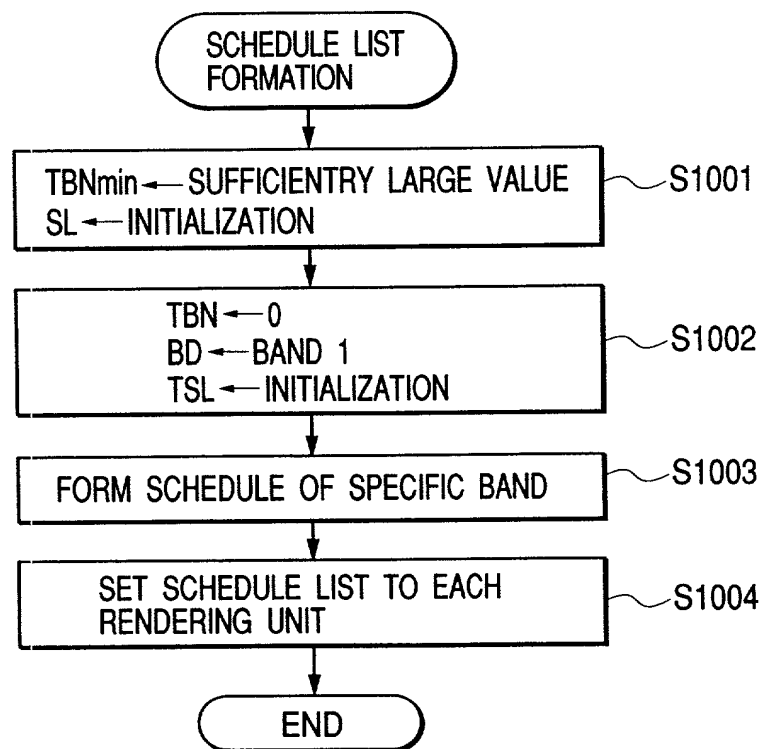 SCHEDULE LIST
FORMATION
TBNmin←SUFFICIENTRY LARGE VALUE
SL←INITIALIZATION
S1001
TBN←0
BD←BAND 1
TSL←INITIALIZATION
S1002
FORM SCHEDULE OF SPECIFIC BAND
S1003
SET SCHEDULE LIST TO EACH
RENDERING UNIT
S1004
END